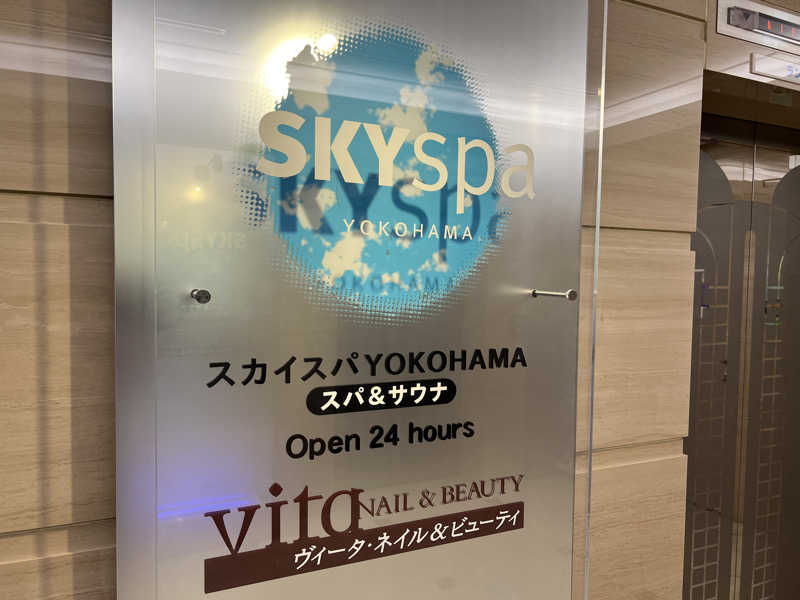 SKYspa
YOKOHAMA
スカイスパYOKOHAMA
スパ&サウナ
Open 24 hours
vita NAIL & BEAUTY
ヴィータ・ネイル&ビューティ